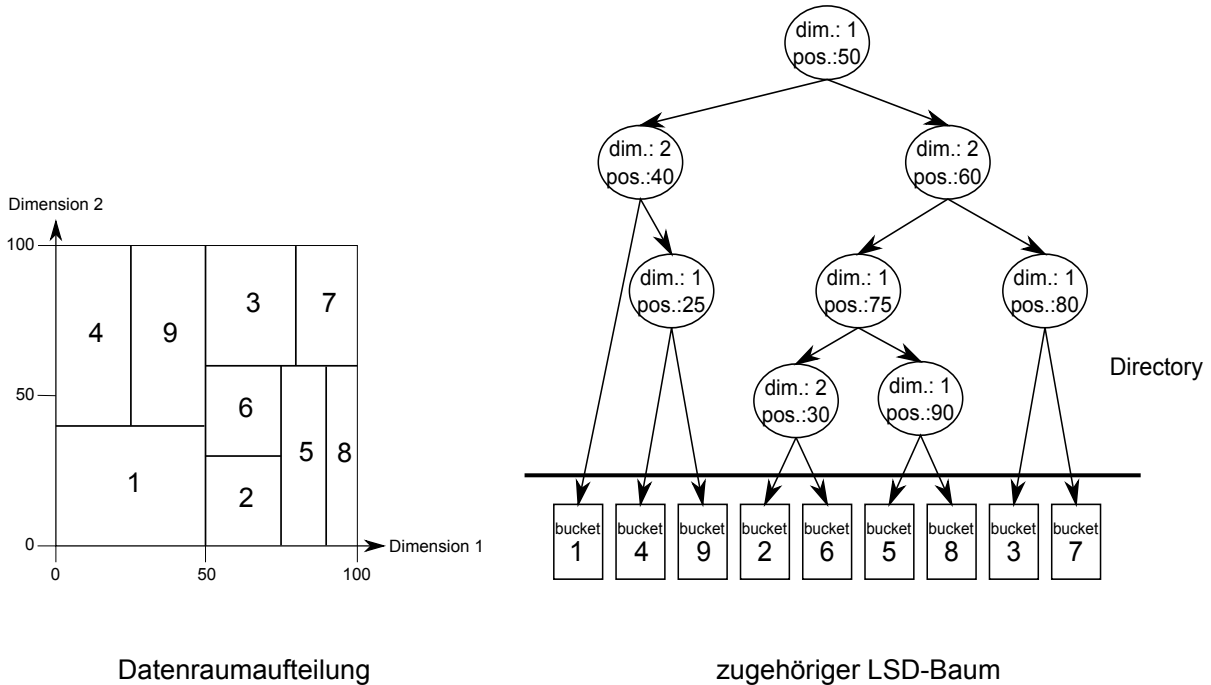 Dimension 2
100
50
0
4
9
3
7
6
1
2
5
8
Dimension 1
0
50
100
Datenraumaufteilung
dim.: 1
pos.:50
dim.: 2
pos.:40
dim.: 2
pos.:60
dim.: 1
pos.:25
dim.: 1
pos.:75
dim.: 1
pos.:80
dim.: 2
pos.:30
dim.: 1
pos.:90
Directory
bucket
1
bucket
4
bucket
9
bucket
2
bucket
6
bucket
5
bucket
8
bucket
3
bucket
7
zugehöriger LSD-Baum